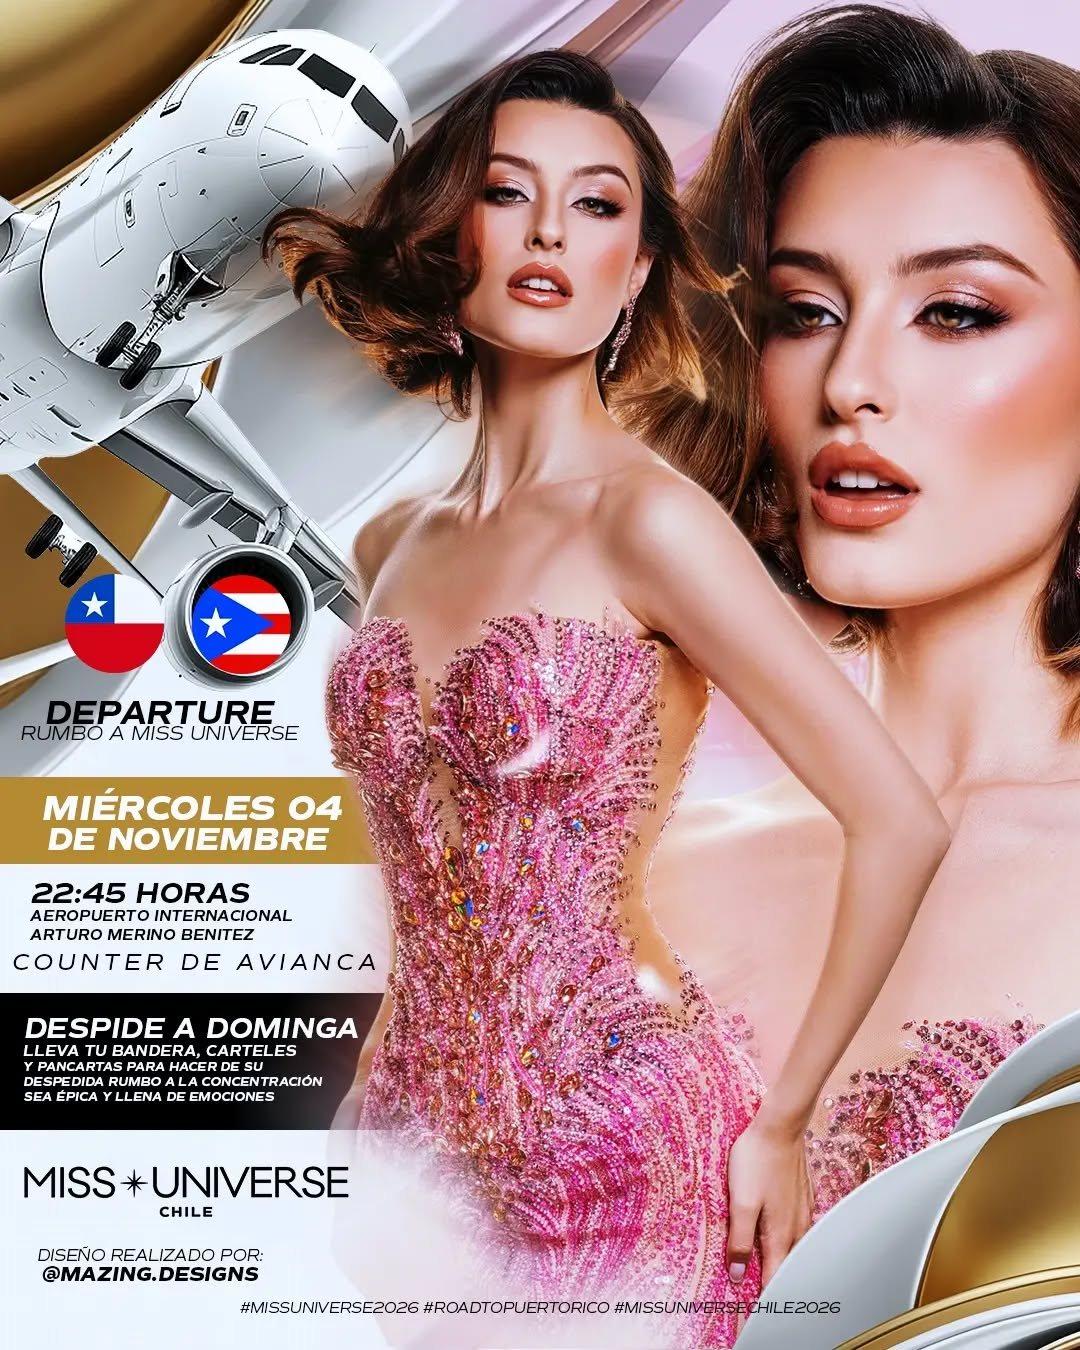 DEPARTURE
RUMBO A MISS UNIVERSE
MIÉRCOLES 04
DE NOVIEMBRE
22:45 HORAS
AEROPUERTO INTERNACIONAL
ARTURO MERINO BENITEZ
COUNTER DE AVIANCA
DESPIDE A DOMINGA
LLEVA TU BANDERA, CARTELES
Y PANCARTAS PARA HACER DE SU
DESPEDIDA RUMBO A LA CONCENTRACIÓN
SEA ÉPICA Y LLENA DE EMOCIONES
MISS UNIVERSE
CHILE
DISEÑO REALIZADO POR:
@MAZING.DESIGNS
#MISSUNIVERSE2026 #ROADTOPUERTORICO #MISSUNIVERSECHILE2026